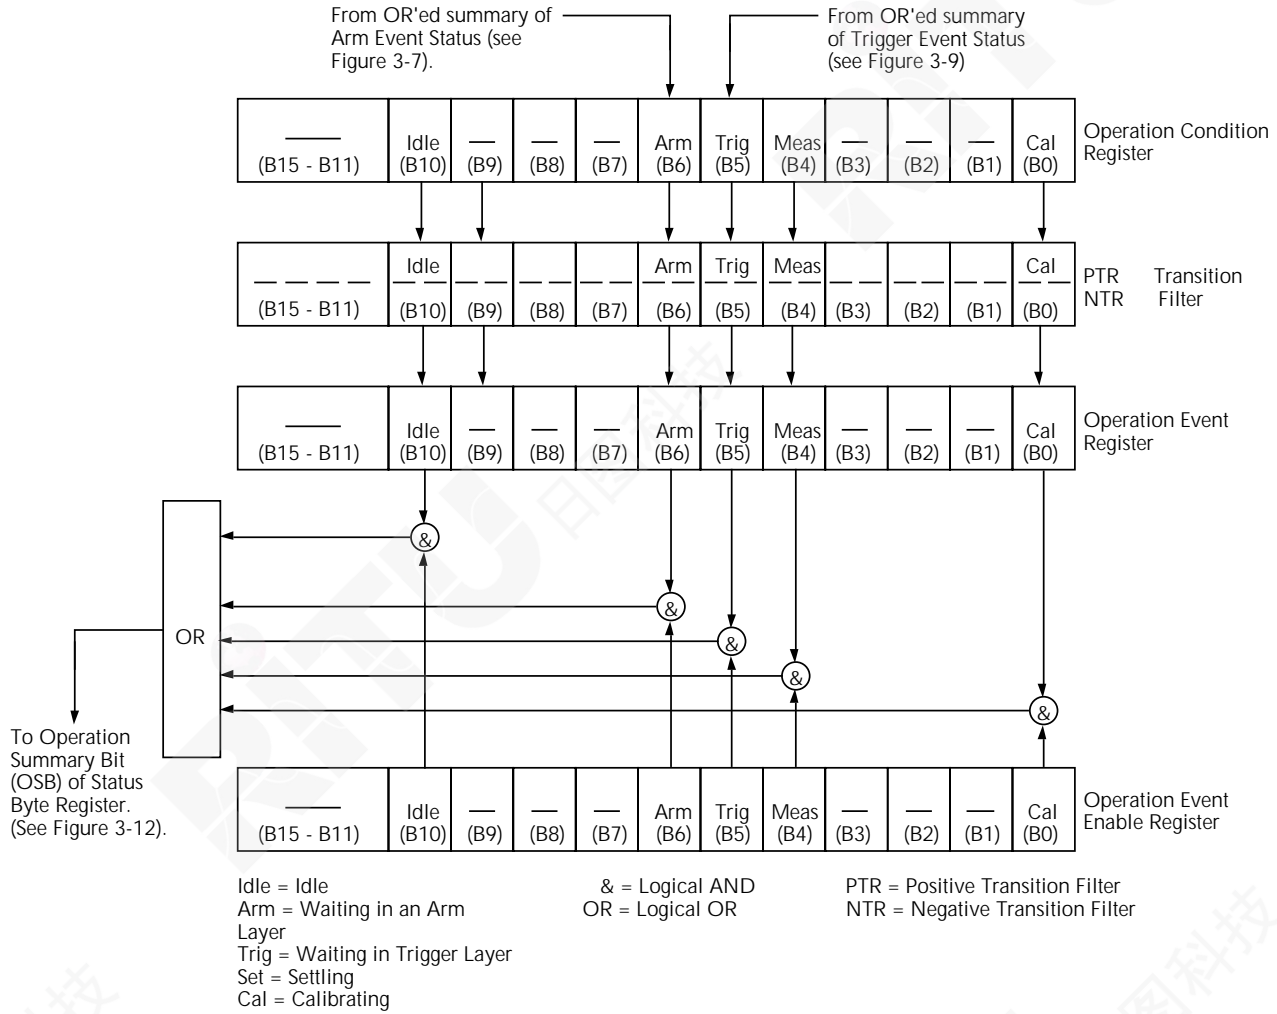 From OR'ed summary of
Arm Event Status (see
Figure 3-7).
From OR'ed summary
of Trigger Event Status
(see Figure 3-9)
Idle Arm Trig Meas Cal
(B15 - B11) (B10) (B9) (B8) (B7) (B6) (B5) (B4) (B3) (B2) (B1) (B0)
Operation Condition
Register
Idle Arm Trig Meas Cal
(B15 - B11) (B10) (B9) (B8) (B7) (B6) (B5) (B4) (B3) (B2) (B1) (B0)
PTR Transition
NTR Filter
Idle Arm Trig Meas Cal
(B15 - B11) (B10) (B9) (B8) (B7) (B6) (B5) (B4) (B3) (B2) (B1) (B0)
Operation Event
Register
&
&
&
&
&
OR
To Operation
Summary Bit
(OSB) of Status
Byte Register.
(See Figure 3-12).
Idle Arm Trig Meas Cal
(B15 - B11) (B10) (B9) (B8) (B7) (B6) (B5) (B4) (B3) (B2) (B1) (B0)
Operation Event
Enable Register
Idle = Idle
Arm = Waiting in an Arm
Layer
Trig = Waiting in Trigger Layer
Set = Settling
Cal = Calibrating
& = Logical AND
OR = Logical OR
PTR = Positive Transition Filter
NTR = Negative Transition Filter
RiTU 日图科技